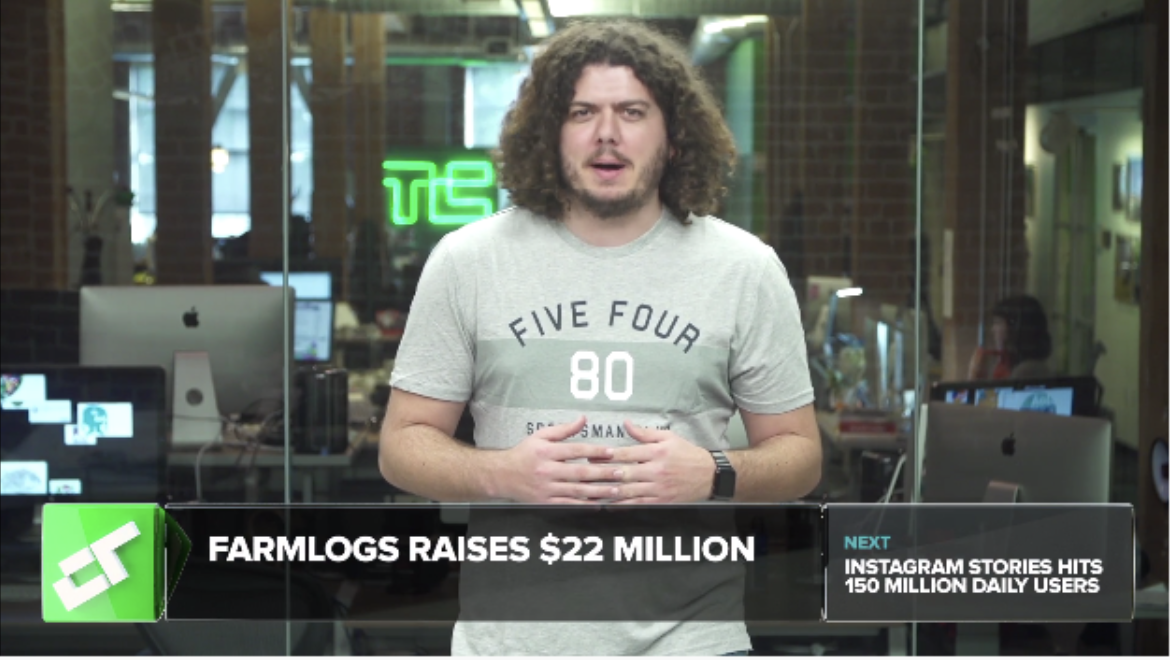 TC
FIVE FOUR
80
FARMLOGS RAISES $22 MILLION
NEXT
INSTAGRAM STORIES HITS
150 MILLION DAILY USERS